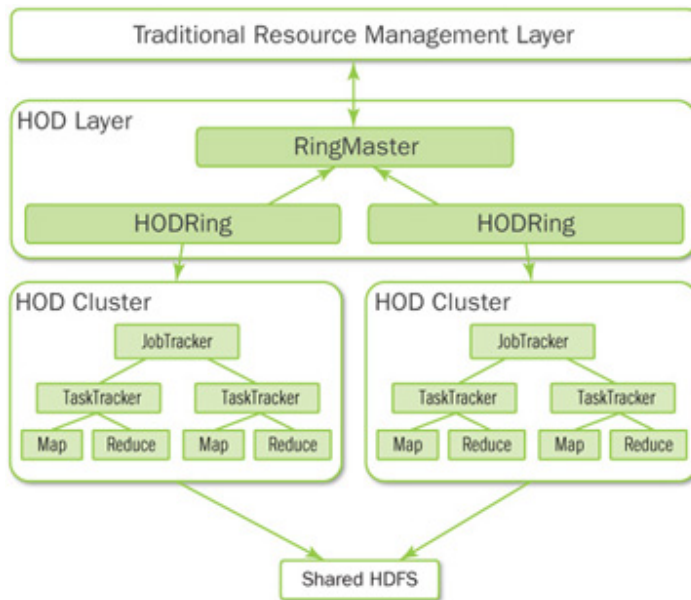 Traditional Resource Management Layer
HOD Layer
RingMaster
HODRing
HODRing
HOD Cluster
JobTracker
TaskTracker
TaskTracker
Map
Reduce
Map
Reduce
HOD Cluster
JobTracker
TaskTracker
TaskTracker
Map
Reduce
Map
Reduce
Shared HDFS